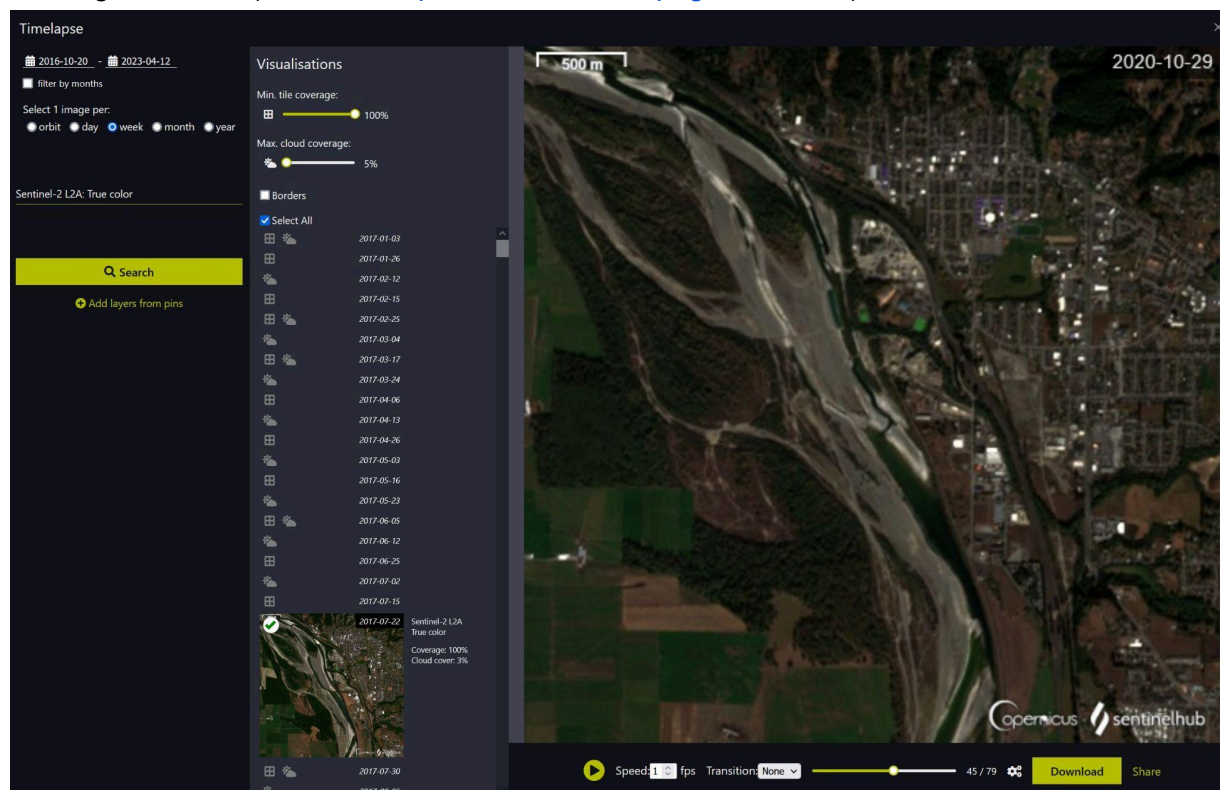 Timelapse
2016-10-20 - 2023-04-12
filter by months
Select 1 image per:
orbit day week month year
Sentinel-2 L2A: True color
Search
Add layers from pins
Visualisations
Min. tile coverage:
100%
Max. cloud coverage:
5%
Borders
Select All
2017-01-03
2017-01-26
2017-02-12
2017-02-15
2017-02-25
2017-03-04
2017-03-17
2017-03-24
2017-04-06
2017-04-13
2017-04-26
2017-05-03
2017-05-16
2017-05-23
2017-06-05
2017-06-12
2017-06-25
2017-07-02
2017-07-15
2017-07-22
Sentinel-2 L2A
True color
Coverage: 100%
Cloud cover: 3%
2017-07-30
500 m
2020-10-29
opernicus sentinelhub
Speed: 1 fps Transition: None 45 / 79 Download Share